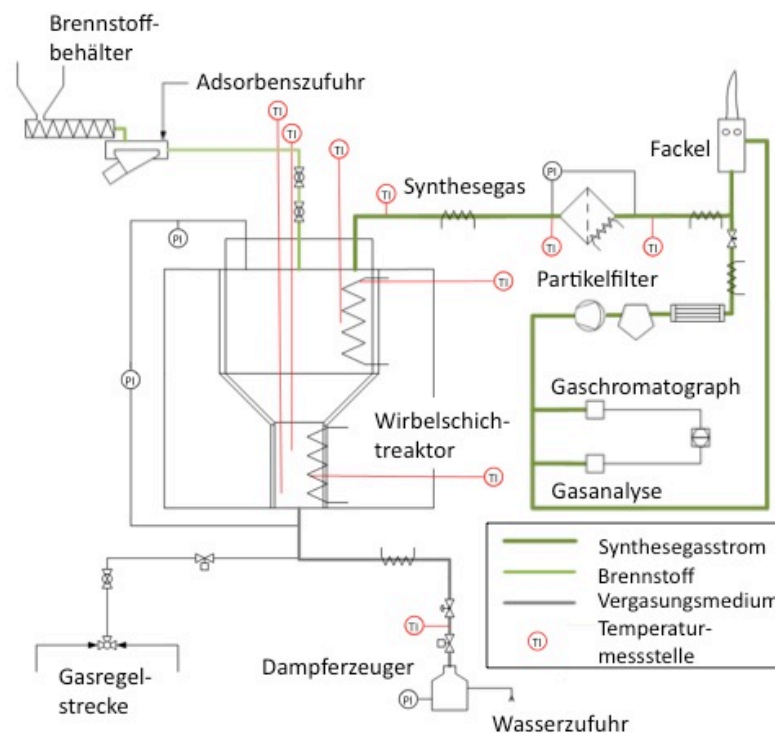 Brennstoff-
behälter
Adsorbenszufuhr
TI
TI
TI
TI
Synthesegas
PI
TI
TI
Fackel
PI
Partikelfilter
TI
PI
Gaschromatograph
Wirbelschich-
treaktor
TI
Gasanalyse
Synthesegasstrom
Brennstoff
Vergasungsmedium
TI
Temperatur-
messstelle
TI
Dampferzeuger
PI
Gasregel-
strecke
Wasserzufuhr